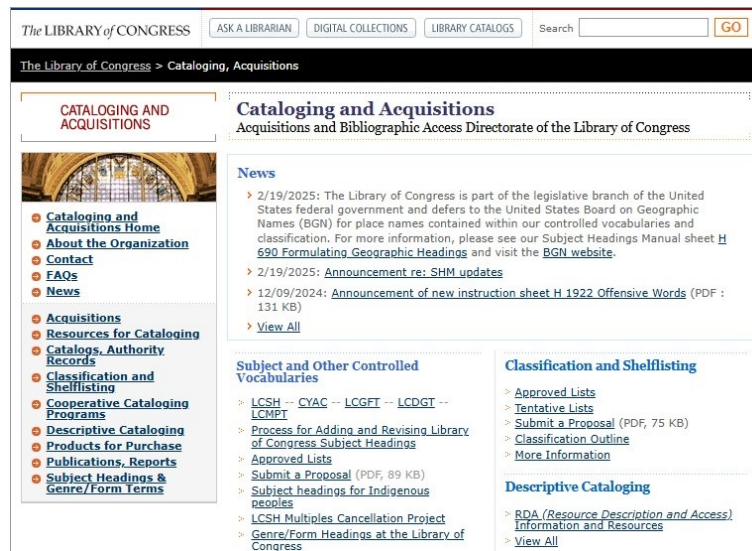 The LIBRARY of CONGRESS
ASK A LIBRARIAN
DIGITAL COLLECTIONS
LIBRARY CATALOGS
Search
GO
The Library of Congress > Cataloging, Acquisitions
CATALOGING AND
ACQUISITIONS
Cataloging and
Acquisitions Home
About the Organization
Contact
FAQs
News
Acquisitions
Resources for Cataloging
Catalogs, Authority
Records
Classification and
Shelflisting
Cooperative Cataloging
Programs
Descriptive Cataloging
Products for Purchase
Publications, Reports
Subject Headings &
Genre/Form Terms
Cataloging and Acquisitions
Acquisitions and Bibliographic Access Directorate of the Library of Congress
News
2/19/2025: The Library of Congress is part of the legislative branch of the United
States federal government and defers to the United States Board on Geographic
Names (BGN) for place names contained within our controlled vocabularies and
classification. For more information, please see our Subject Headings Manual sheet H
690 Formulating Geographic Headings and visit the BGN website.
2/19/2025: Announcement re: SHM updates
12/09/2024: Announcement of new instruction sheet H 1922 Offensive Words (PDF :
131 KB)
View All
Subject and Other Controlled
Vocabularies
LCSH -- CYAC -- LCGFT -- LCDGT --
LCMPT
Process for Adding and Revising Library
of Congress Subject Headings
Approved Lists
Submit a Proposal (PDF, 89 KB)
Subject headings for Indigenous
peoples
LCSH Multiples Cancellation Project
Genre/Form Headings at the Library of
Congress
Classification and Shelflisting
Approved Lists
Tentative Lists
Submit a Proposal (PDF, 75 KB)
Classification Outline
More Information
Descriptive Cataloging
RDA (Resource Description and Access)
Information and Resources
View All